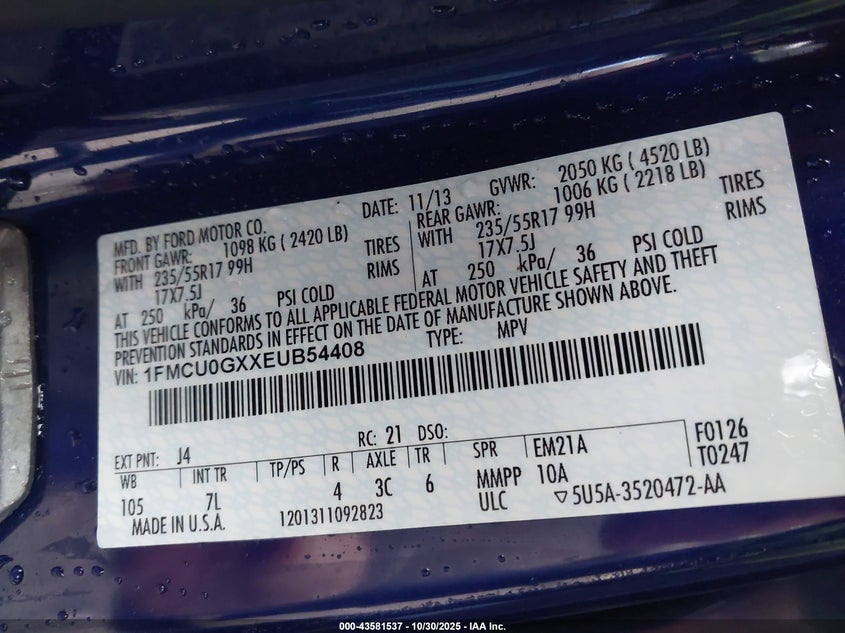 MFD. BY FORD MOTOR CO.
DATE: 11/13
GVWR: 2050 KG ( 4520 LB)
FRONT GAWR: 1098 KG ( 2420 LB)
REAR GAWR: 1006 KG ( 2218 LB)
WITH 235/55R17 99H TIRES
WITH 235/55R17 99H TIRES
17X7.5J RIMS
17X7.5J RIMS
AT 250 kPa/ 36 PSI COLD
AT 250 kPa/ 36 PSI COLD
THIS VEHICLE CONFORMS TO ALL APPLICABLE FEDERAL MOTOR VEHICLE SAFETY AND THEFT
PREVENTION STANDARDS IN EFFECT ON THE DATE OF MANUFACTURE SHOWN ABOVE.
VIN: 1FMCU0GXXEUB54408
TYPE: MPV
EXT PNT: J4 RC: 21 DSO:
WB INT TR TP/PS R AXLE TR SPR EM21A F0126
105 7L 4 3C 6 MMPP 10A T0247
ULC ▽5U5A-3520472-AA
MADE IN U.S.A. 1201311092823
000-43581537 - 10/30/2025 - IAA Inc.